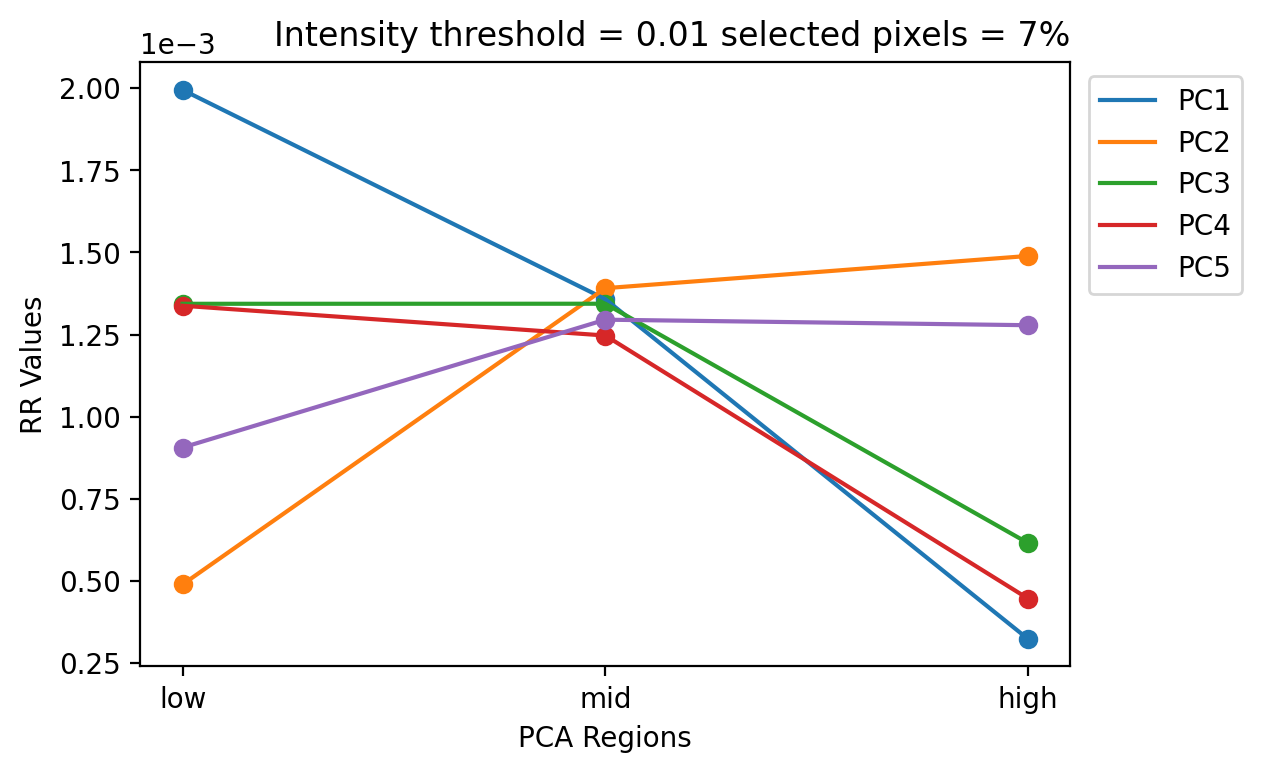 Intensity threshold = 0.01 selected pixels = 7%
1e−3
2.00
1.75
1.50
1.25
1.00
0.75
0.50
0.25
RR Values
low
mid
high
PCA Regions
PC1
PC2
PC3
PC4
PC5